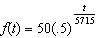 f(t) = 50(.5)^(t/5715)